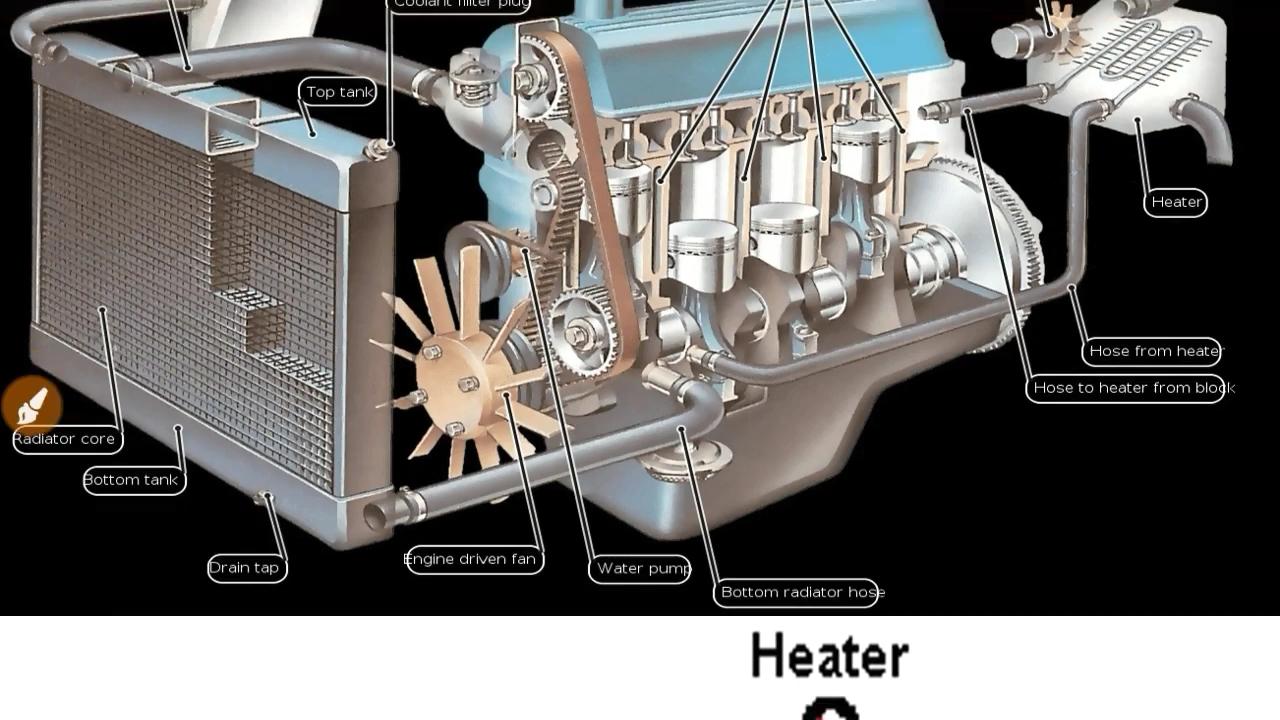 Coolant filler plug
Top tank
Heater
Hose from heater
Hose to heater from block
Radiator core
Bottom tank
Engine driven fan
Drain tap
Water pump
Bottom radiator hose
Heater